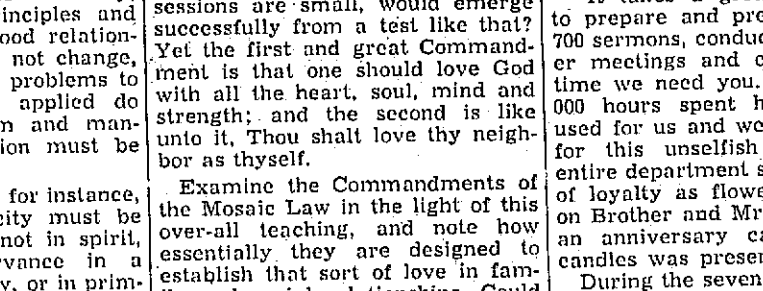 inciples and
ood relation-
not change,
problems to
applied do
n and man-
ion must be
for instance,
city must be
not in spirit,
vance in a
y, or in prim-
sessions are small, would emerge
successfully from a test like that?
Yet the first and great Command-
ment is that one should love God
with all the heart, soul, mind and
strength; and the second is like
unto it, Thou shalt love thy neigh-
bor as thyself.
Examine the Commandments of
the Mosaic Law in the light of this
over-all teaching, and note how
essentially they are designed to
establish that sort of love in fam-
Could
to prepare and pre
700 sermons, conduc
er meetings and c
time we need you.
000 hours spent h
used for us and we
for this unselfish
entire department s
of loyalty as flowe
on Brother and Mr
an anniversary ca
candles was presen
During the seven